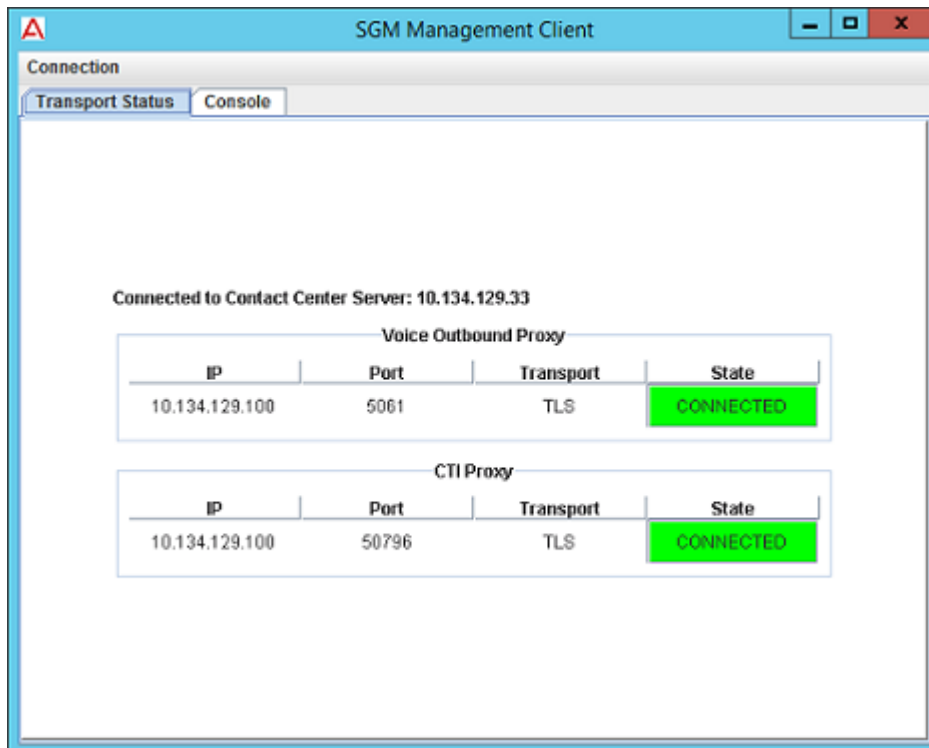 SGM Management Client
Connection
Transport Status Console
Connected to Contact Center Server: 10.134.129.33
Voice Outbound Proxy
IP Port Transport State
10.134.129.100 5061 TLS CONNECTED
CTI Proxy
IP Port Transport State
10.134.129.100 50796 TLS CONNECTED